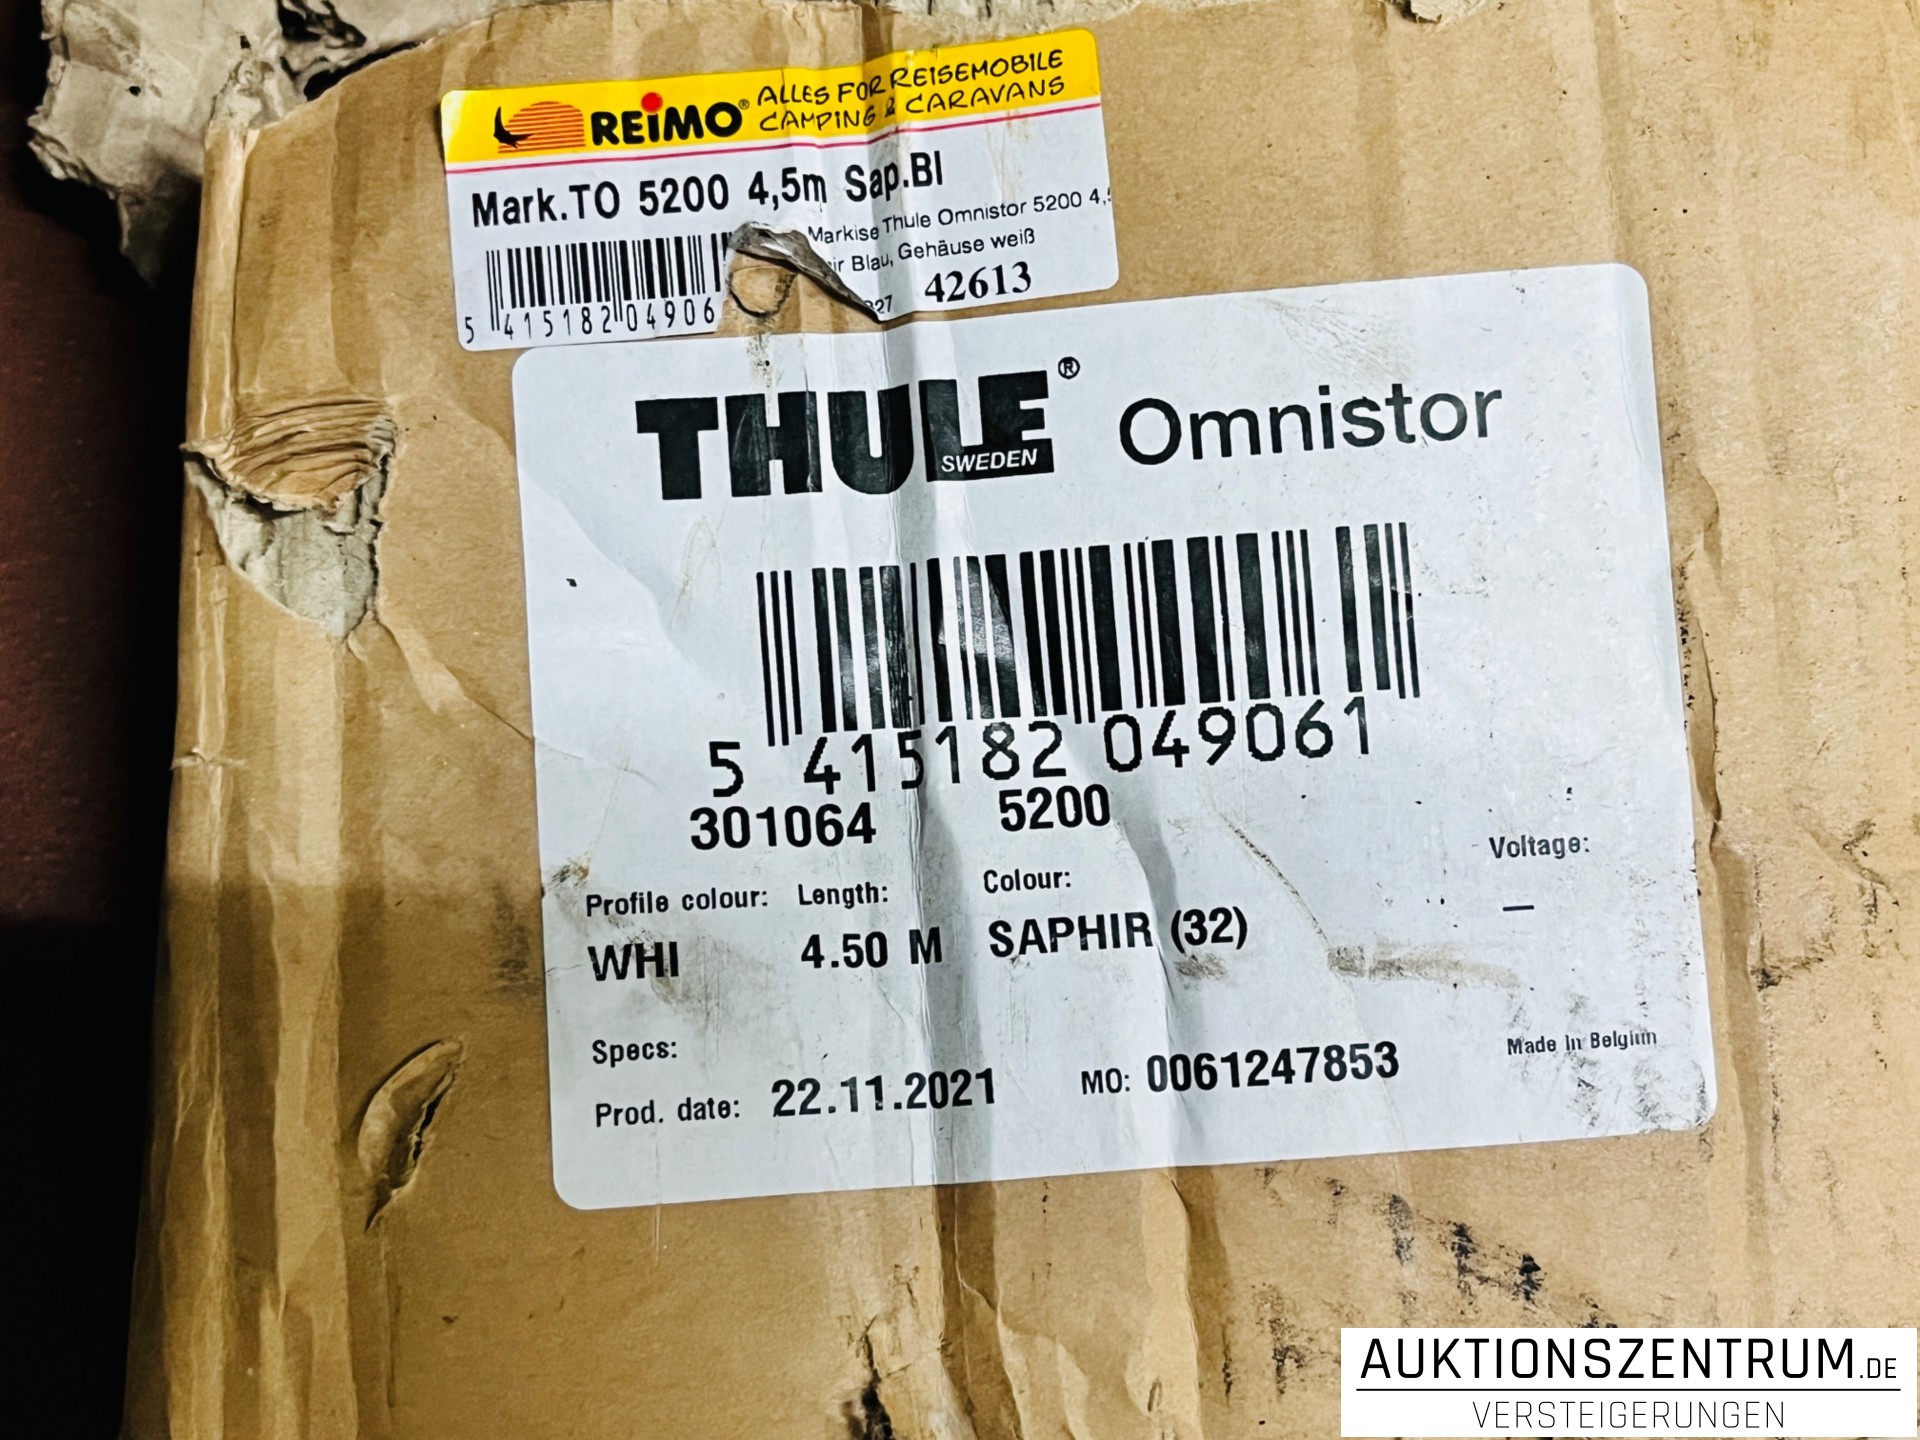 REIMO® ALLES FÜR REISEMOBILE
CAMPING & CARAVANS
Mark.TO 5200 4,5m Sap.Bl
Markise Thule Omnistor 5200 4,5
Blau, Gehäuse weiß
42613
5 415182 04906
THULE® Omnistor
SWEDEN
5 415182 049061
301064 5200
Profile colour: Length: Colour: Voltage:
WHI 4.50 M SAPHIR (32) –
Specs:
Made In Belgium
Prod. date: 22.11.2021 MO: 0061247853
AUKTIONSZENTRUM.DE
VERSTEIGERUNGEN